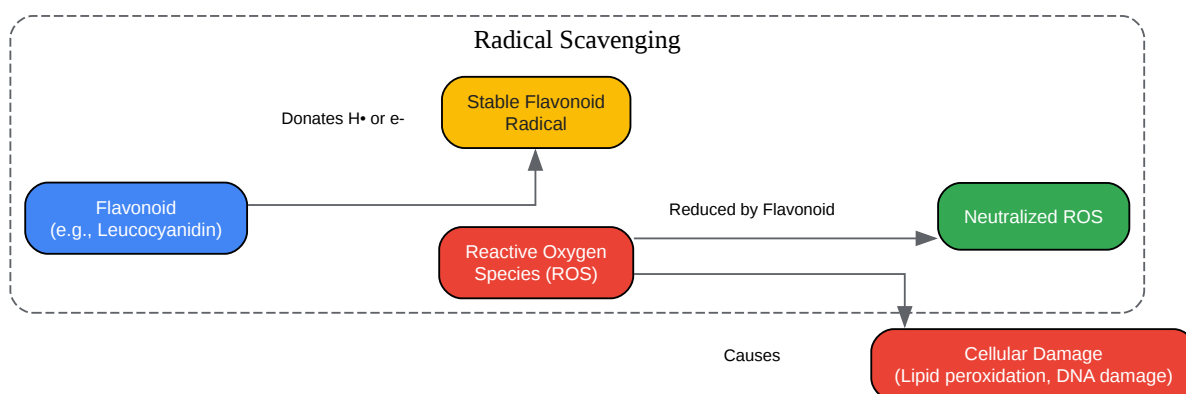 Radical Scavenging
Stable Flavonoid
Radical
Donates H• or e-
Flavonoid
(e.g., Leucocyanidin)
Reduced by Flavonoid
Neutralized ROS
Reactive Oxygen
Species (ROS)
Causes
Cellular Damage
(Lipid peroxidation, DNA damage)